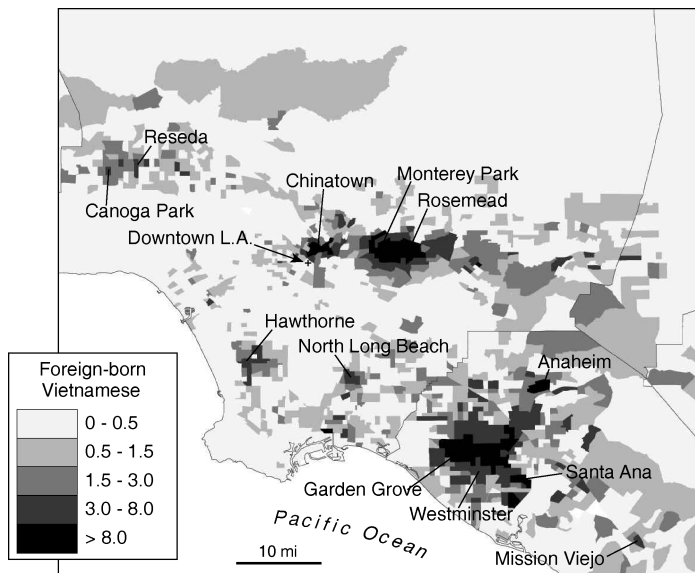 Reseda
Canoga Park
Chinatown
Downtown L.A.
Monterey Park
Rosemead
Hawthorne
North Long Beach
Anaheim
Garden Grove
Westminster
Santa Ana
Mission Viejo
Pacific Ocean
10 mi
Foreign-born
Vietnamese
0 - 0.5
0.5 - 1.5
1.5 - 3.0
3.0 - 8.0
> 8.0